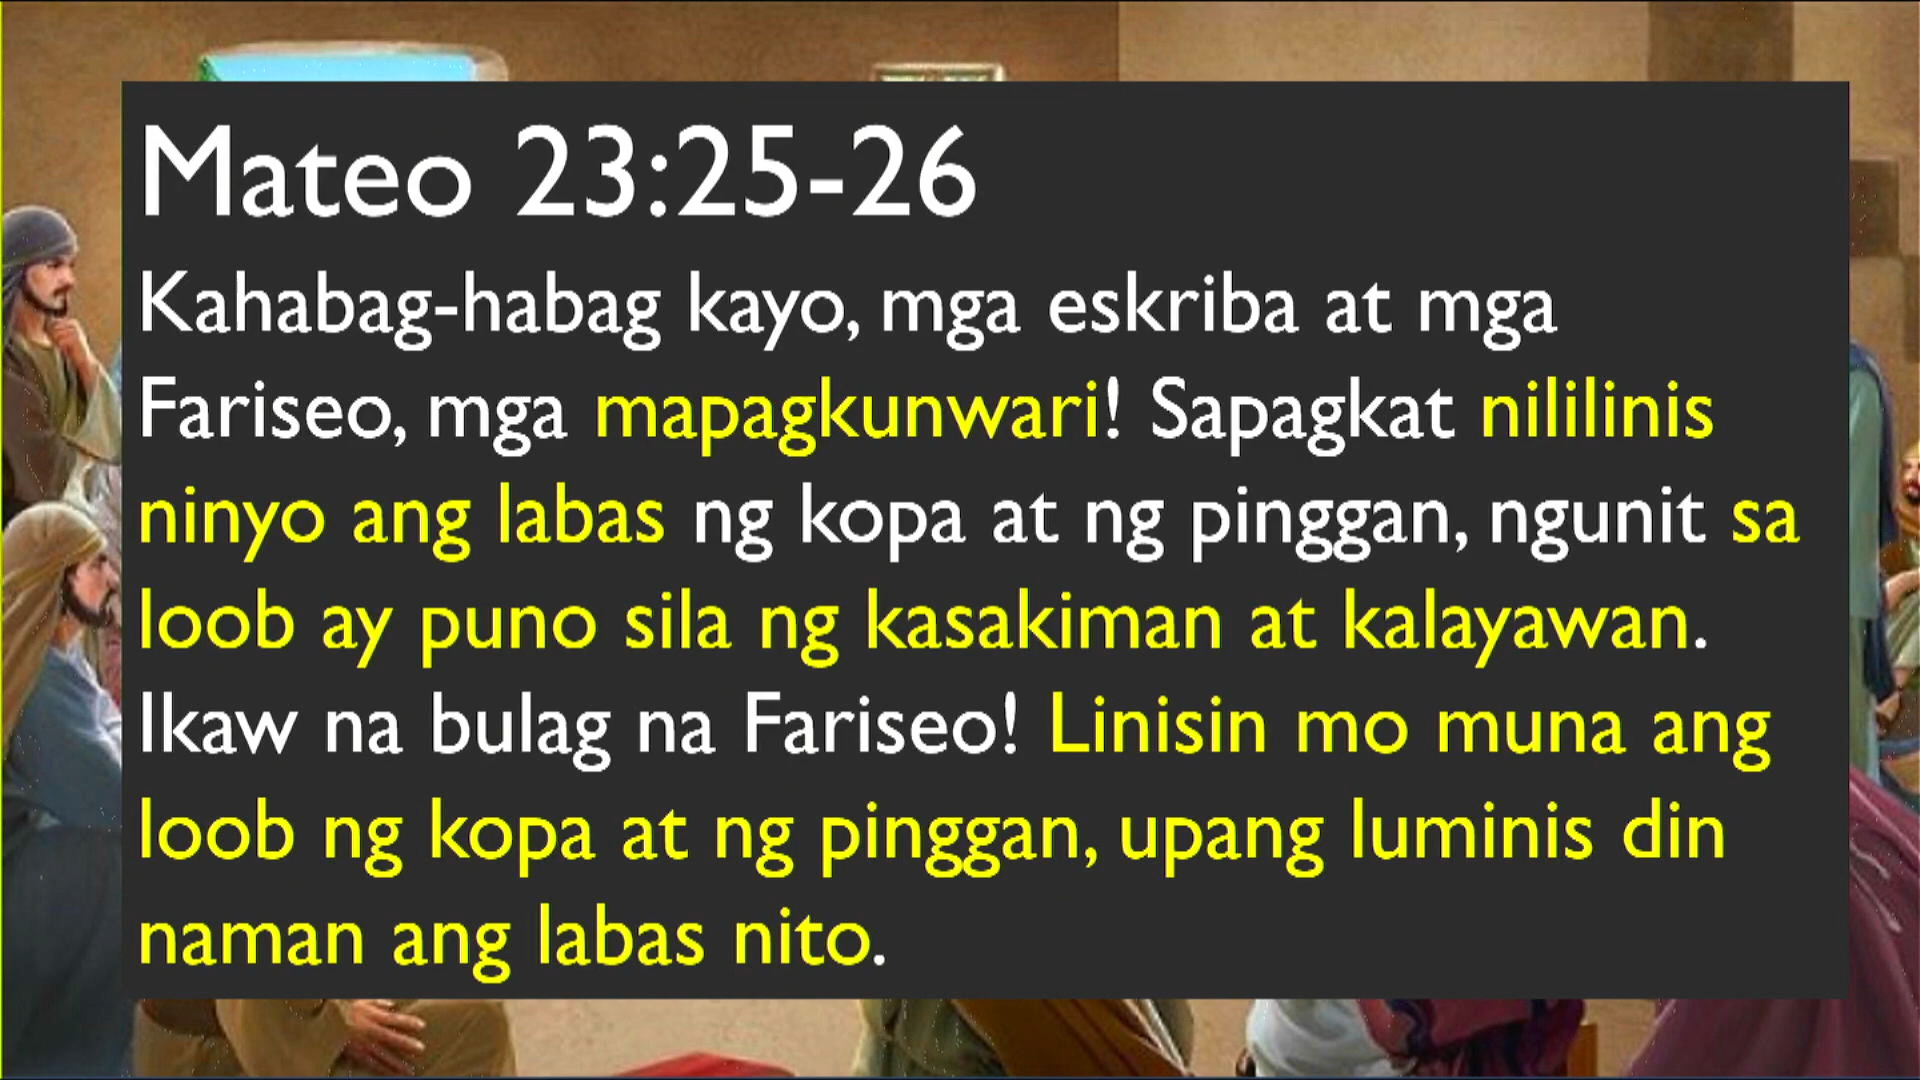 Mateo 23:25-26
Kahabag-habag kayo, mga eskriba at mga
Fariseo, mga mapagkunwari! Sapagkat nililinis
ninyo ang labas ng kopa at ng pinggan, ngunit sa
loob ay puno sila ng kasakiman at kalayawan.
Ikaw na bulag na Fariseo! Linisin mo muna ang
loob ng kopa at ng pinggan, upang luminis din
naman ang labas nito.